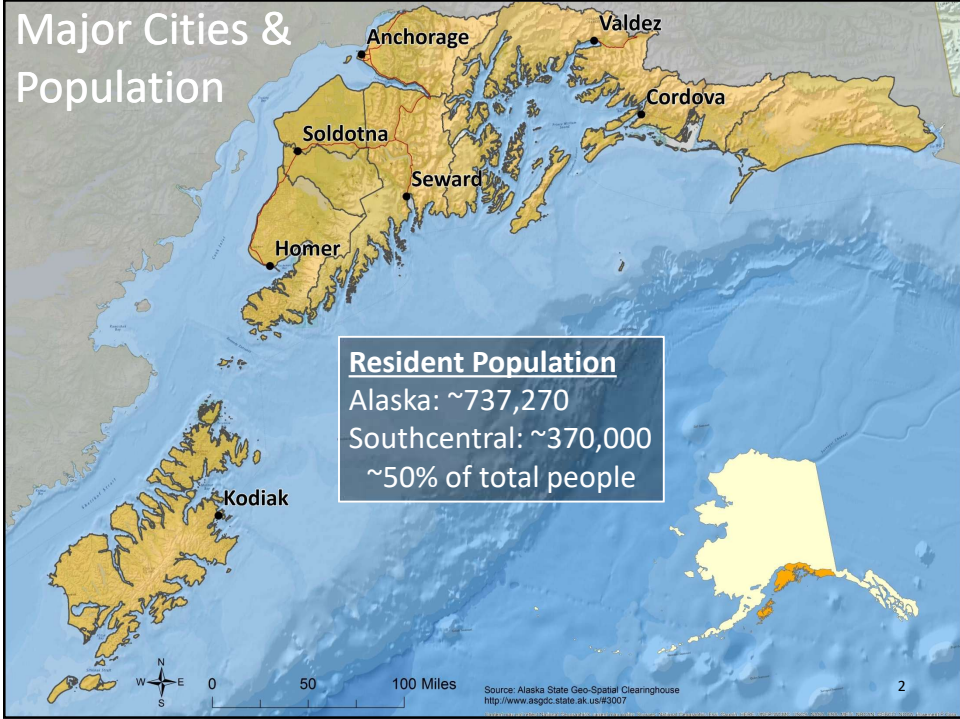 Major Cities &
Population
Anchorage
Valdez
Cordova
Soldotna
Seward
Homer
Resident Population
Alaska: ~737,270
Southcentral: ~370,000
~50% of total people
Kodiak
N
W E
S
0 50 100 Miles
Source: Alaska State Geo-Spatial Clearinghouse
http://www.asgdc.state.ak.us/#3007
2